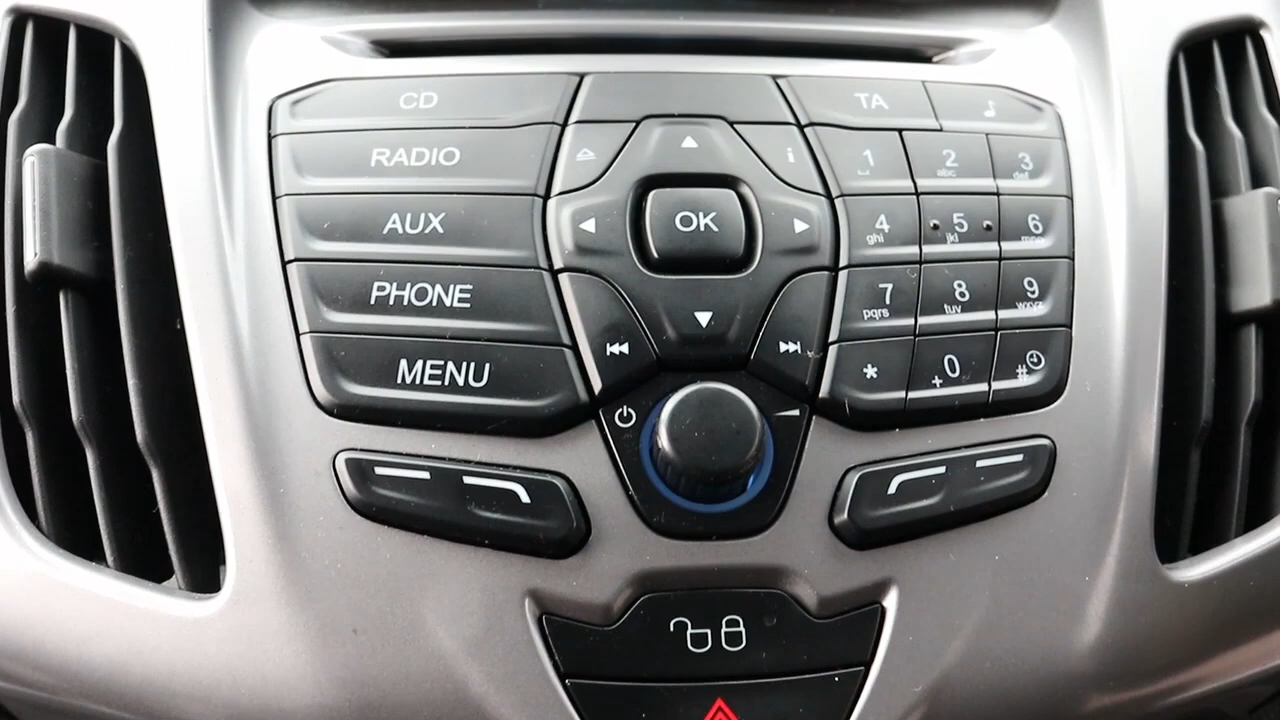 CD
TA
RADIO
i
1
2
abc
3
def
AUX
OK
4
ghi
5
jkl
6
mno
PHONE
7
pqrs
8
tuv
9
wxyz
MENU
*
0
+
#